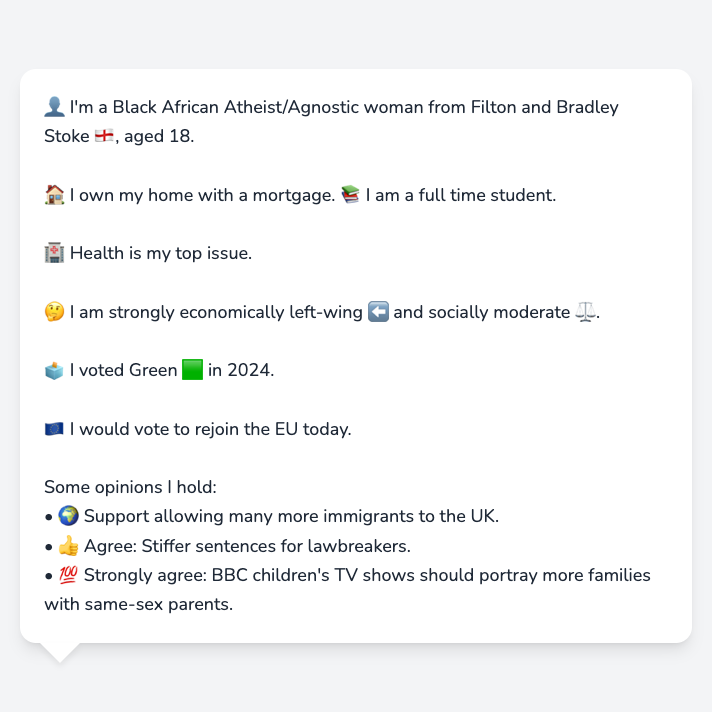 👤 I'm a Black African Atheist/Agnostic woman from Filton and Bradley
Stoke 🏴󠁧󠁢󠁥󠁮󠁧󠁿, aged 18.
🏠 I own my home with a mortgage. 📚 I am a full time student.
🏥 Health is my top issue.
🤔 I am strongly economically left-wing ⬅️ and socially moderate ⚖️.
🗳️ I voted Green 🟩 in 2024.
🇪🇺 I would vote to rejoin the EU today.
Some opinions I hold:
• 🌍 Support allowing many more immigrants to the UK.
• 👍 Agree: Stiffer sentences for lawbreakers.
• 💯 Strongly agree: BBC children's TV shows should portray more families
with same-sex parents.